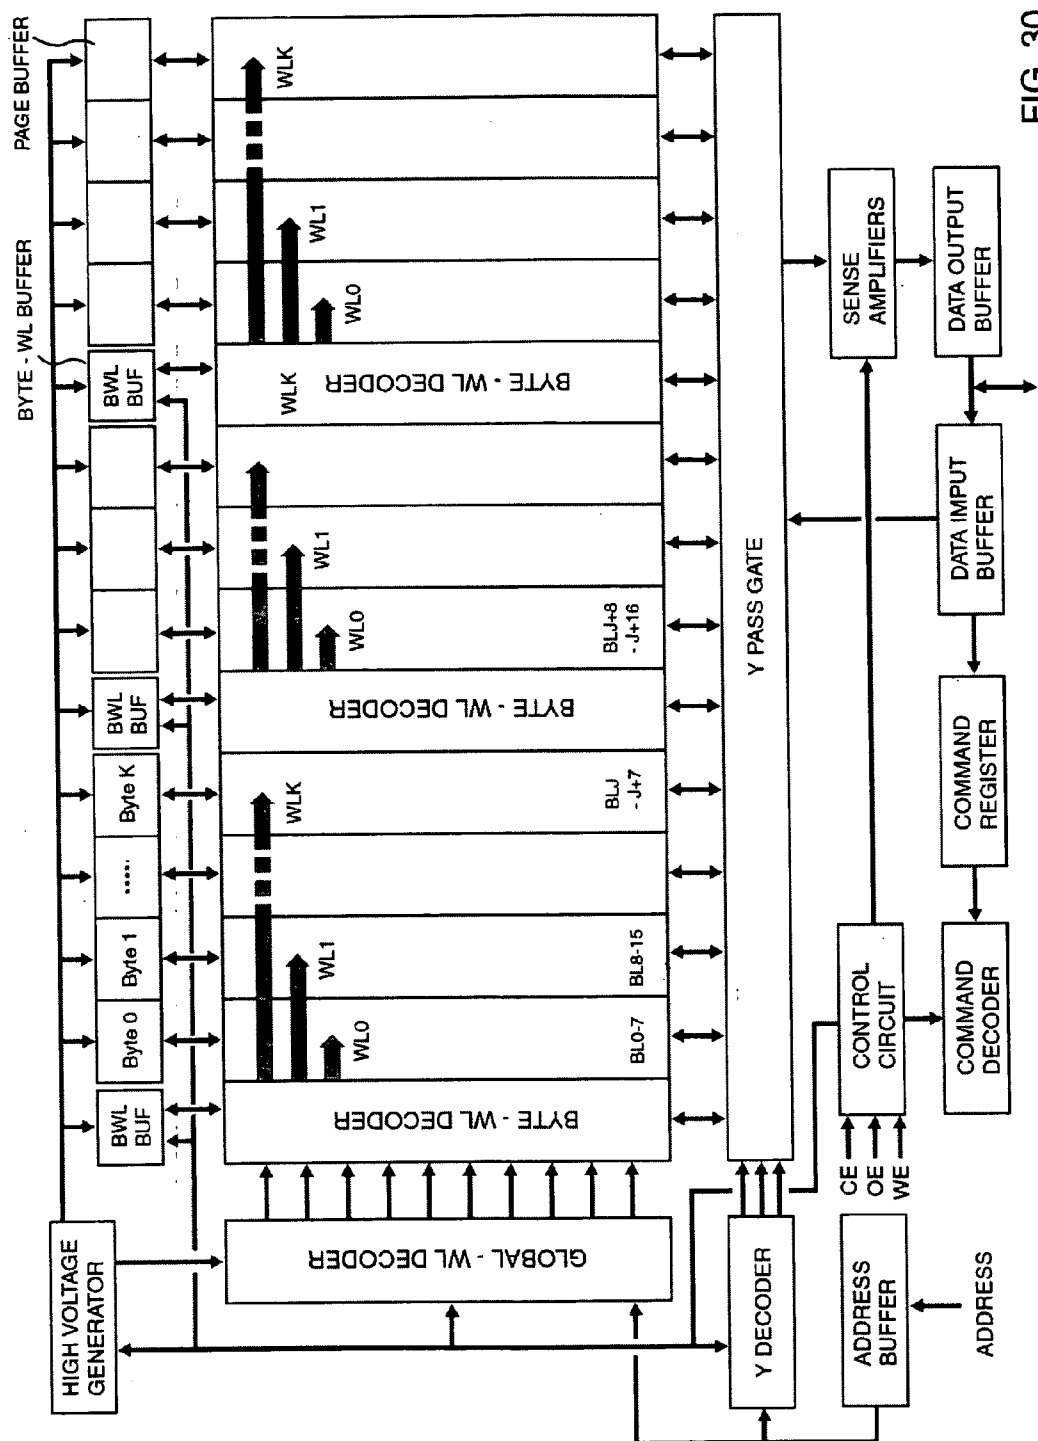 HIGH VOLTAGE
GENERATOR
BWL
BUF
Byte 0
Byte 1
.....
Byte K
BWL
BUF
BYTE - WL BUFFER
BWL
BUF
PAGE BUFFER
GLOBAL - WL DECODER
BYTE - WL DECODER
WL0
WL1
WLK
BL0-7
BL8-15
BLJ
- J+7
BYTE - WL DECODER
WL0
WL1
WLK
BLJ+8
- J+16
BYTE - WL DECODER
WL0
WL1
WLK
Y DECODER
Y PASS GATE
ADDRESS
BUFFER
ADDRESS
CE
OE
WE
CONTROL
CIRCUIT
COMMAND
DECODER
COMMAND
REGISTER
DATA IMPUT
BUFFER
SENSE
AMPLIFIERS
DATA OUTPUT
BUFFER
FIG. 30